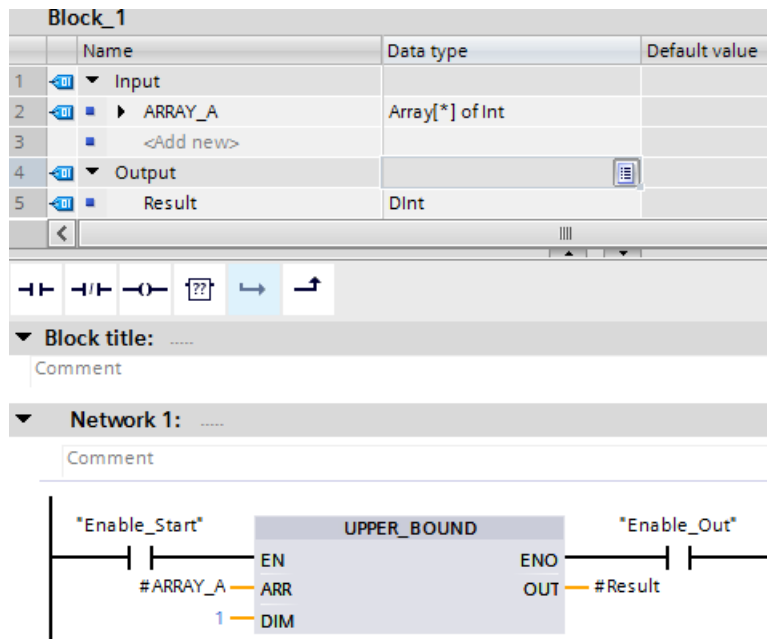 Block_1
Name Data type Default value
1 Input
2 ARRAY_A Array[*] of Int
3 <Add new>
4 Output
5 Result DInt
??
Block title: .....
Comment
Network 1: .....
Comment
"Enable_Start" UPPER_BOUND "Enable_Out"
EN ENO
#ARRAY_A ARR OUT #Result
1 DIM